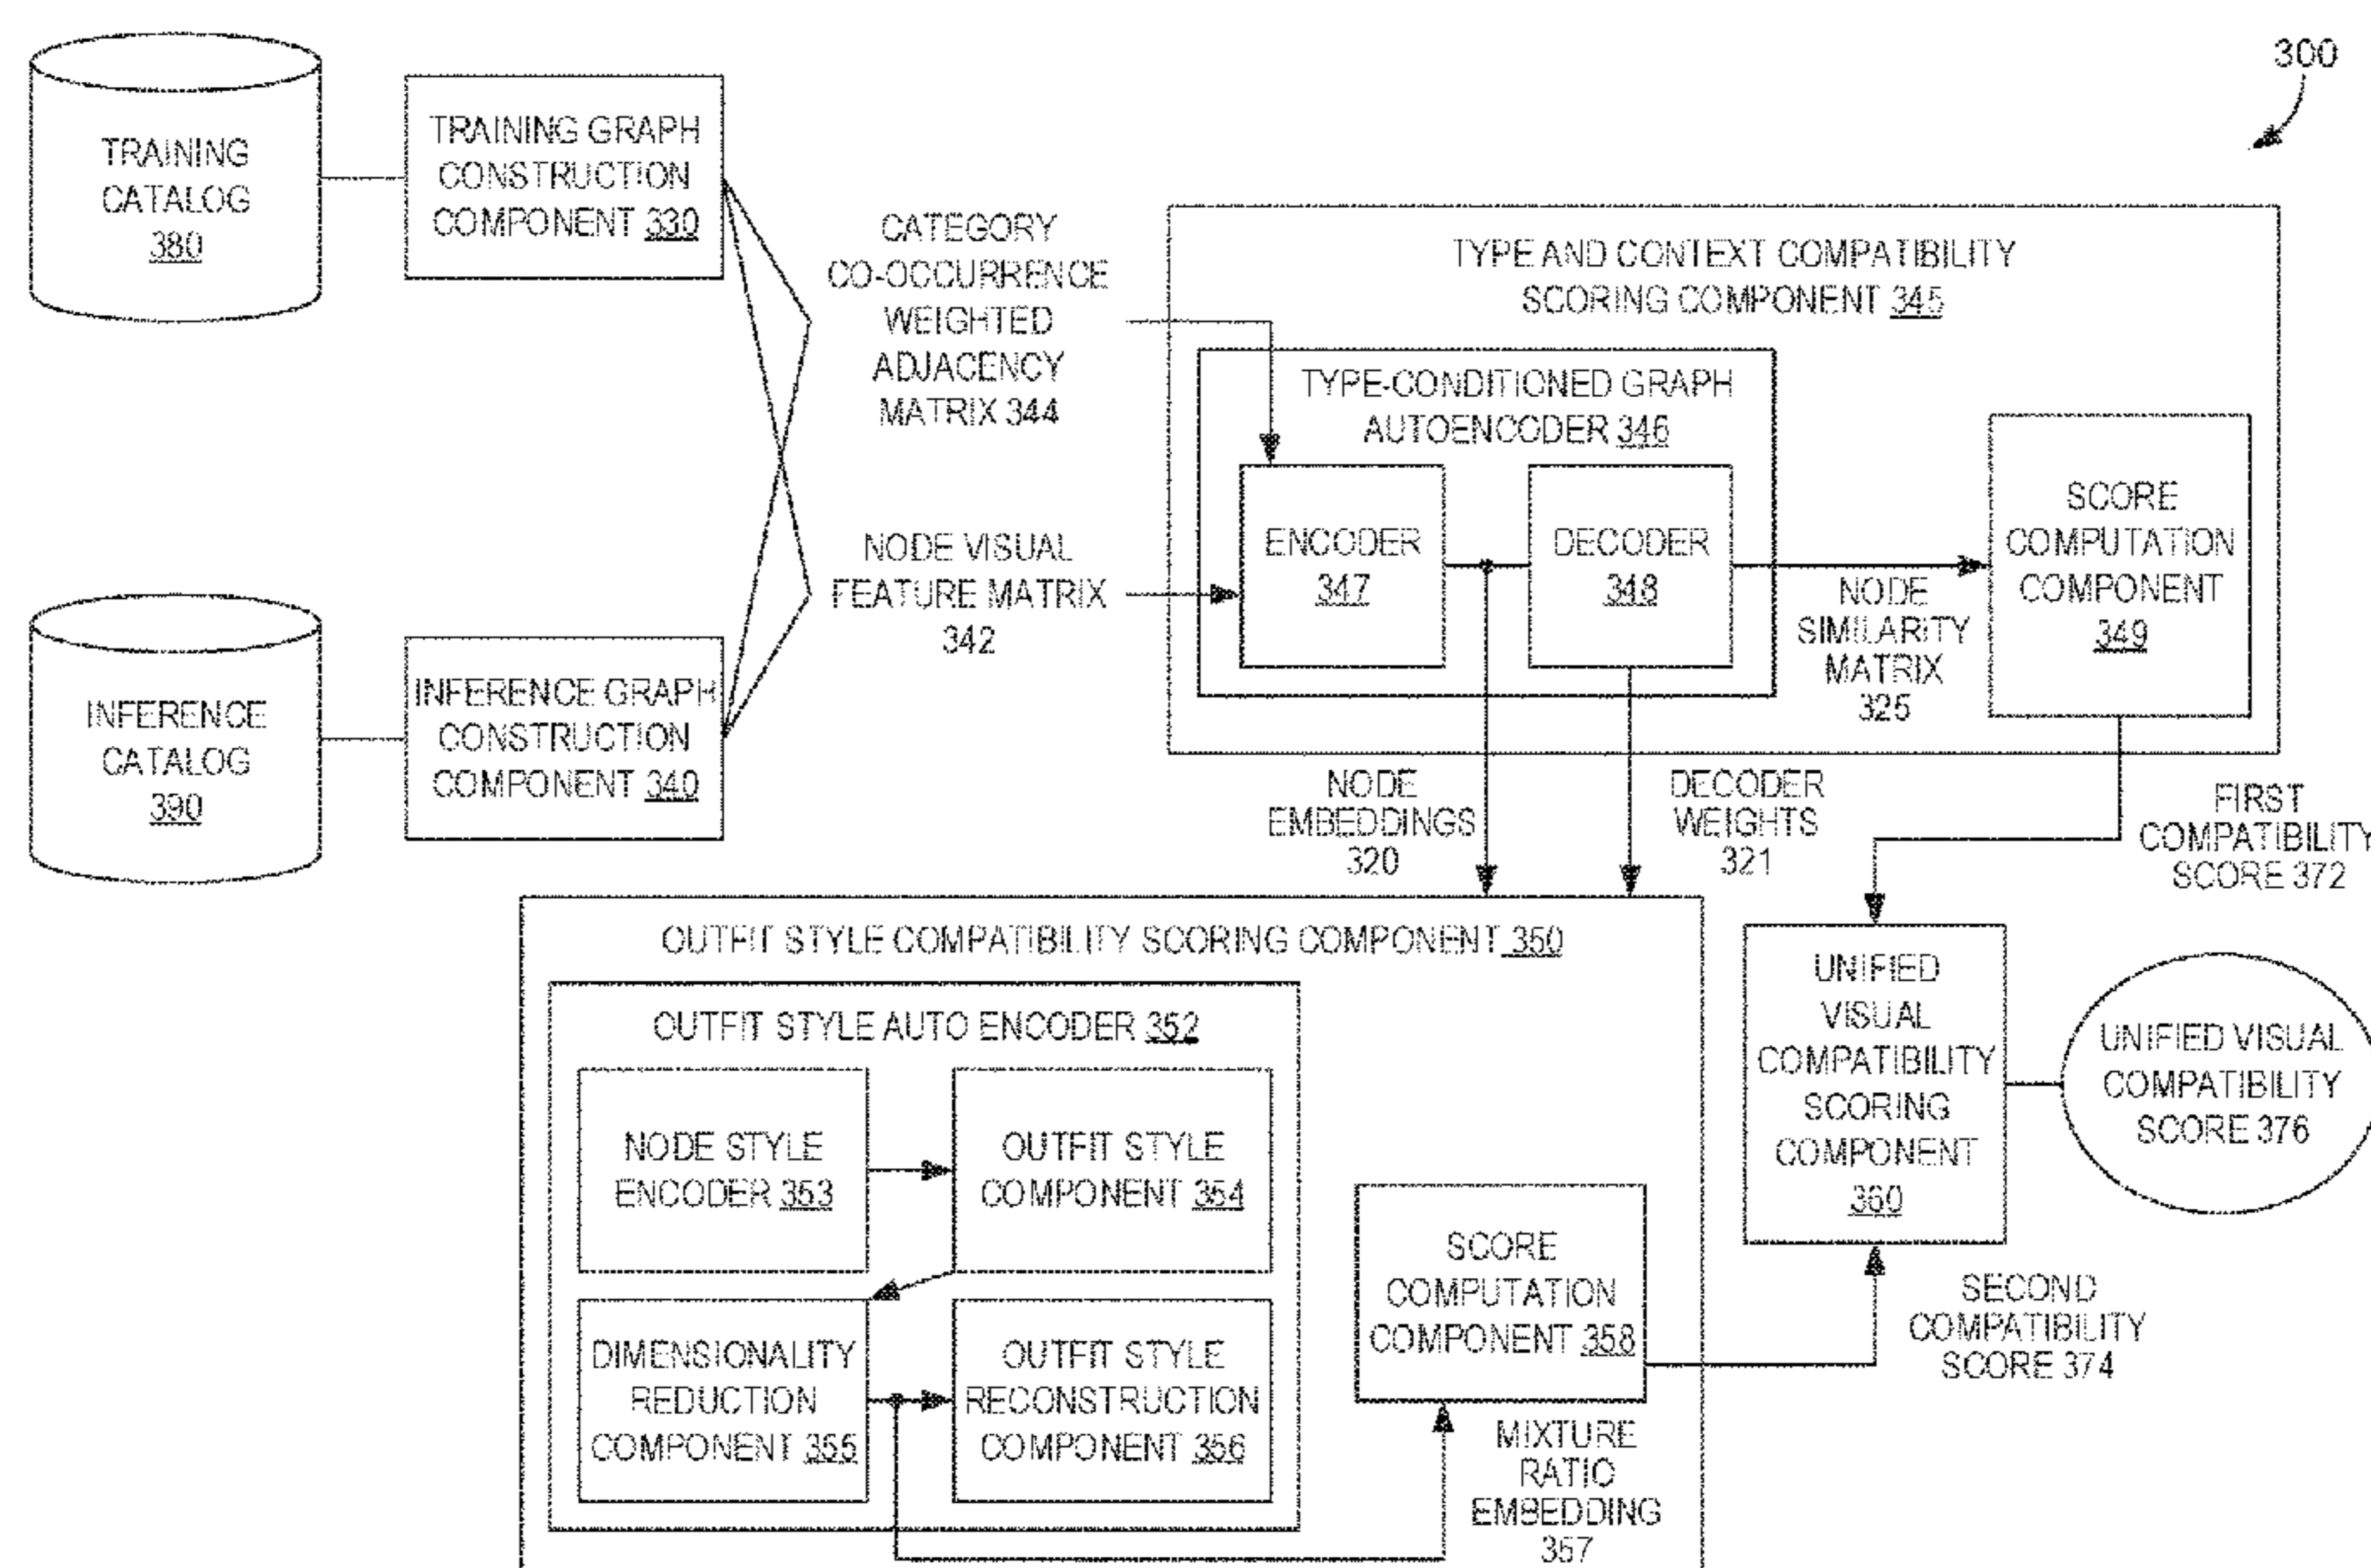 300
TRAINING
CATALOG
380
TRAINING GRAPH
CONSTRUCTION
COMPONENT 330
CATEGORY
CO-OCCURRENCE
WEIGHTED
ADJACENCY
MATRIX 344
NODE VISUAL
FEATURE MATRIX
342
INFERENCE
CATALOG
390
INFERENCE GRAPH
CONSTRUCTION
COMPONENT 340
TYPE AND CONTEXT COMPATIBILITY
SCORING COMPONENT 345
TYPE-CONDITIONED GRAPH
AUTOENCODER 346
ENCODER
347
DECODER
348
NODE
SIMILARITY
MATRIX
325
SCORE
COMPUTATION
COMPONENT
349
NODE
EMBEDDINGS
320
DECODER
WEIGHTS
321
FIRST
COMPATIBILITY
SCORE 372
OUTFIT STYLE COMPATIBILITY SCORING COMPONENT 350
OUTFIT STYLE AUTO ENCODER 352
NODE STYLE
ENCODER 353
OUTFIT STYLE
COMPONENT 354
DIMENSIONALITY
REDUCTION
COMPONENT 355
OUTFIT STYLE
RECONSTRUCTION
COMPONENT 356
SCORE
COMPUTATION
COMPONENT 358
MIXTURE
RATIO
EMBEDDING
357
UNIFIED
VISUAL
COMPATIBILITY
SCORING
COMPONENT
360
UNIFIED VISUAL
COMPATIBILITY
SCORE 376
SECOND
COMPATIBILITY
SCORE 374